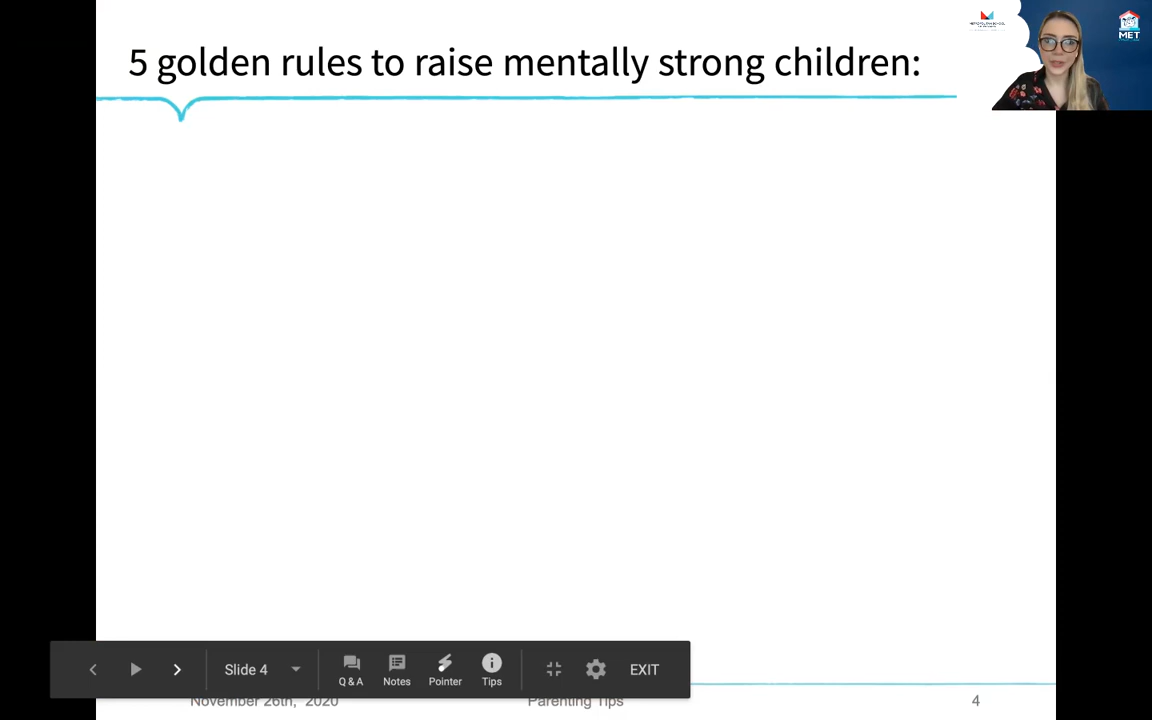 5 golden rules to raise mentally strong children:
MET
Slide 4
Q & A
Notes
Pointer
Tips
EXIT
November 26th, 2020
Parenting Tips
4